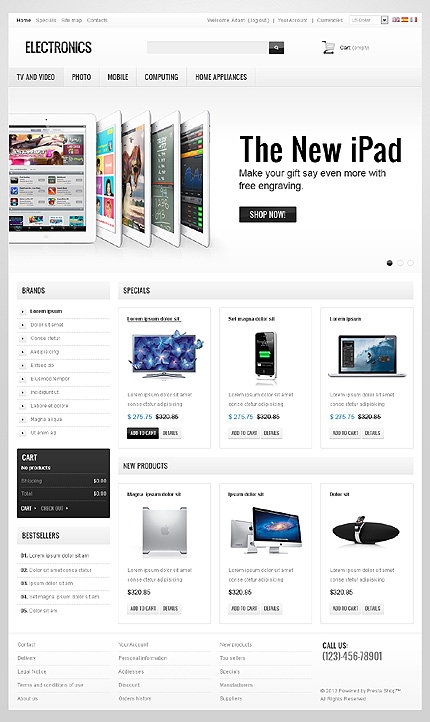 Home Specials Site map Contacts
Welcome Adam (logout) | Your Account | Currencies US Dollar
ELECTRONICS
Cart: (empty)
TV AND VIDEO PHOTO MOBILE COMPUTING HOME APPLIANCES
The New iPad
Make your gift say even more with
free engraving.
SHOP NOW!
BRANDS
Lorem ipsum
Dolor sit amet
Conse ctetur
Aadipisicing
Eiusmod tempor
Incididunt ut
Labore et dolore
Magna aliqua
Ut enim ad
CART
No products
Shipping $0.00
Total $0.00
CART CHECK OUT
BESTSELLERS
01. Lorem ipsum dolor sit am
02. Dolor sit amet conse ctetur
03. Ipsum dolor sit am
04. Setmagna ipsum dolor sit am
05. Dolor sit am
SPECIALS
Lorem ipsum dolor sit
Lorem ipsum dolor sit amet
conse ctetur adipisicing
$ 275.75 $320.85
ADD TO CART DETAILS
Set magna ipsum dolor
Lorem ipsum dolor sit amet
conse ctetur adipisicing
$ 275.75 $320.85
ADD TO CART DETAILS
Lorem ipsum
Lorem ipsum dolor sit amet
conse ctetur adipisicing
$ 275.75 $320.85
ADD TO CART DETAILS
NEW PRODUCTS
Magna ipsum dolor sit
Lorem ipsum dolor sit amet
conse ctetur adipisicing
$320.85
ADD TO CART DETAILS
Ipsum dolor sit
Lorem ipsum dolor sit amet
conse ctetur adipisicing
$320.85
ADD TO CART DETAILS
Dolor sit
Lorem ipsum dolor sit amet
conse ctetur adipisicing
$320.85
ADD TO CART DETAILS
Contact
Delivery
Legal Notice
Terms and conditions of use
About us
Your Account
Personal information
Addresses
Discount
Orders history
New products
Top sellers
Specials
Manufacturers
Suppliers
CALL US:
(123)-456-78901
© 2012 Powered by Presta Shop™
All Rights Reserved